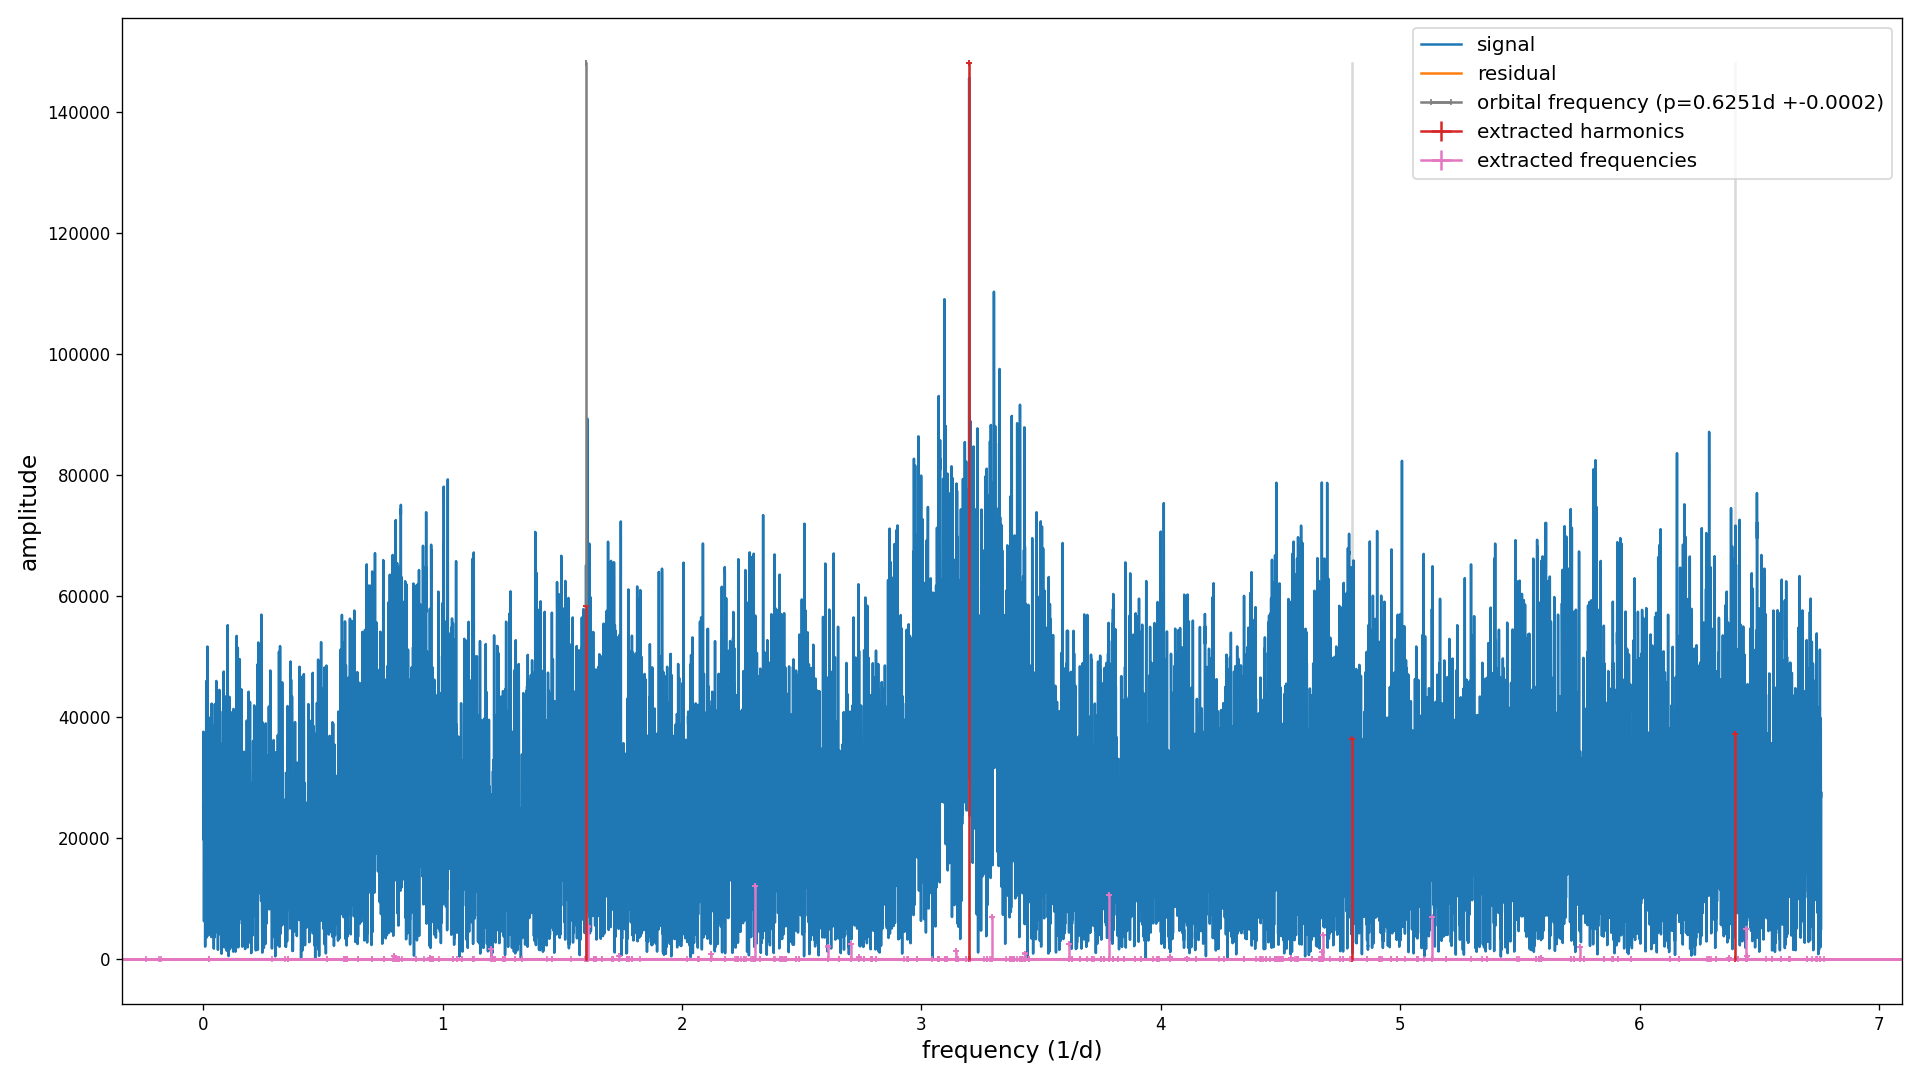 signal
residual
orbital frequency (p=0.6251d +-0.0002)
extracted harmonics
extracted frequencies
amplitude
140000
120000
100000
80000
60000
40000
20000
0
0 1 2 3 4 5 6 7
frequency (1/d)